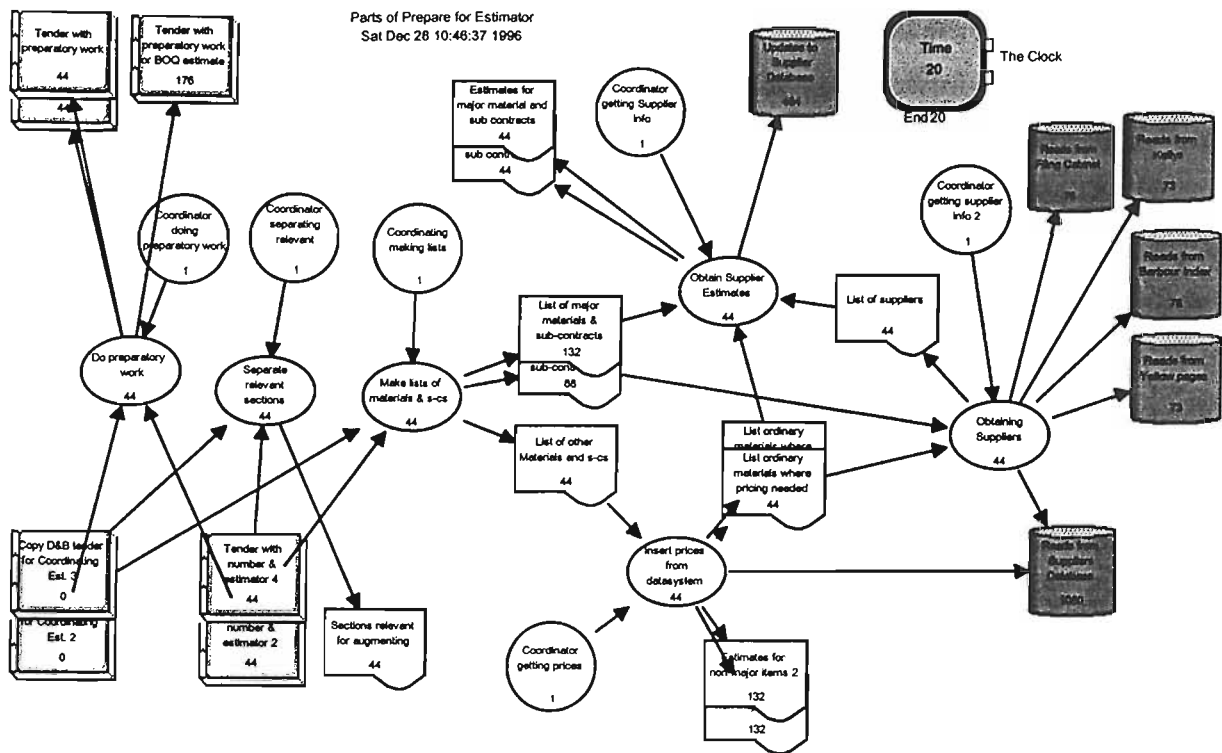 Parts of Prepare for Estimator
Sat Dec 28 10:46:37 1996
Tender with
preparatory work
44
44
Tender with
preparatory work
or BOQ estimate
176
Estimates for
major material and
sub contracts
44
sub
44
Coordinator
getting Supplier
Info
1
Updates to
Supplier
Database
Time
20
End 20
The Clock
Reads from
Filing Cabinet
Reads from
73
Coordinator
doing
preparatory work
1
Coordinator
separating
relevant
1
Coordinating
making lists
1
Coordinator
getting supplier
Info 2
1
Obtain Supplier
Estimates
44
List of suppliers
44
Reads from
Barbour Index
76
List of major
materials &
sub-contracts
132
88
Do preparatory
work
44
Separate
relevant
sections
44
Make lists of
materials & s-cs
44
Reads from
Yellow pages
73
Obtaining
Suppliers
44
List of other
Materials and s-cs
44
List ordinary
materials where
List ordinary
materials where
pricing needed
44
Copy D&B tender
for Coordinating
Est. 3
0
for Coordinating
Est. 2
0
Tender with
number &
estimator 4
44
number &
estimator 2
44
Sections relevant
for augmenting
44
Insert prices
from
datasystem
44
Reads from
Suppliers
Database
Coordinator
getting prices
1
Estimates for
non-major items 2
132
132